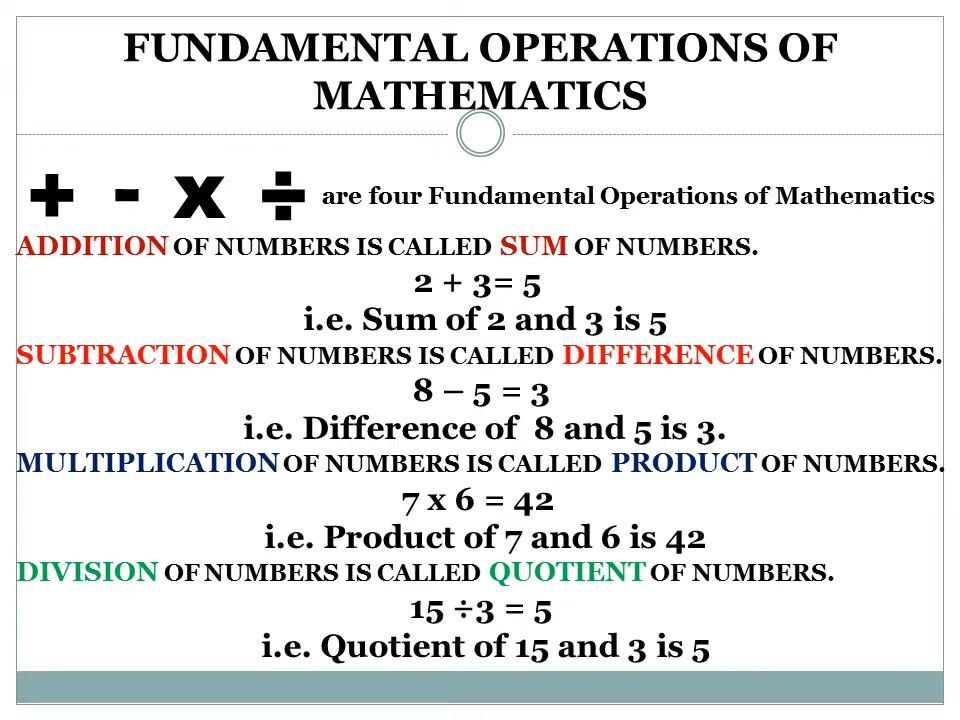 FUNDAMENTAL OPERATIONS OF
MATHEMATICS
+ - x ÷ are four Fundamental Operations of Mathematics
ADDITION OF NUMBERS IS CALLED SUM OF NUMBERS.
2 + 3= 5
i.e. Sum of 2 and 3 is 5
SUBTRACTION OF NUMBERS IS CALLED DIFFERENCE OF NUMBERS.
8 – 5 = 3
i.e. Difference of 8 and 5 is 3.
MULTIPLICATION OF NUMBERS IS CALLED PRODUCT OF NUMBERS.
7 x 6 = 42
i.e. Product of 7 and 6 is 42
DIVISION OF NUMBERS IS CALLED QUOTIENT OF NUMBERS.
15 ÷3 = 5
i.e. Quotient of 15 and 3 is 5